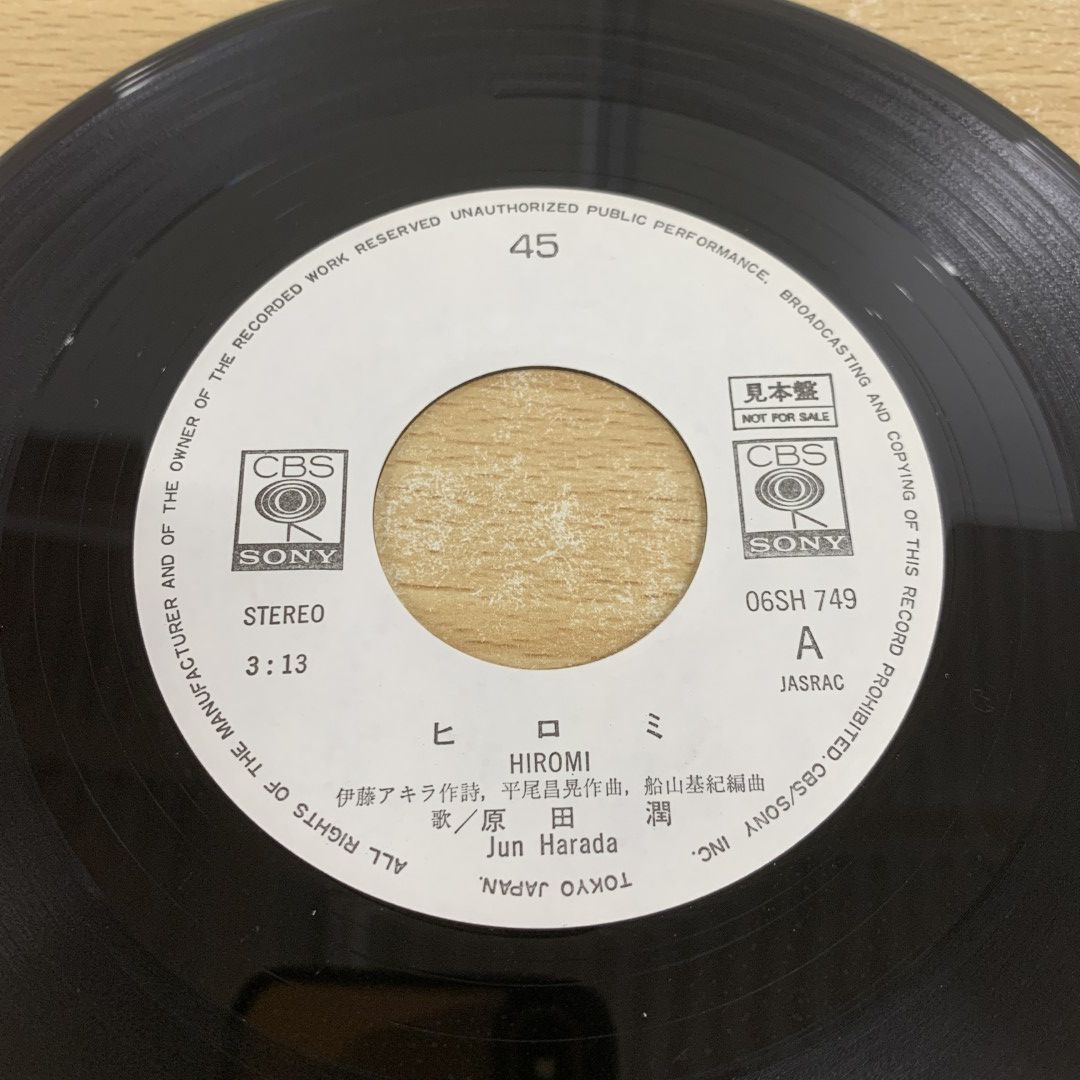 45
ALL RIGHTS OF THE MANUFACTURER AND OF THE OWNER OF THE RECORDED WORK RESERVED UNAUTHORIZED PUBLIC PERFORMANCE, BROADCASTING AND COPYING OF THIS RECORD PROHIBITED. CBS/SONY INC.
TOKYO JAPAN.
見本盤
NOT FOR SALE
CBS
SONY
CBS
SONY
STEREO
3:13
06SH 749
A
JASRAC
ヒロミ
HIROMI
伊藤アキラ作詩, 平尾昌晃作曲, 船山基紀編曲
歌/原田 潤
Jun Harada